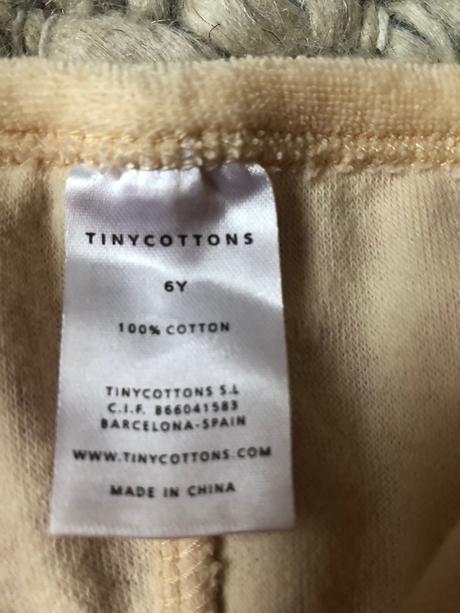 TINYCOTTONS
6Y
100% COTTON
TINYCOTTONS S.L
C.I.F. B66041583
BARCELONA-SPAIN
WWW.TINYCOTTONS.COM
MADE IN CHINA